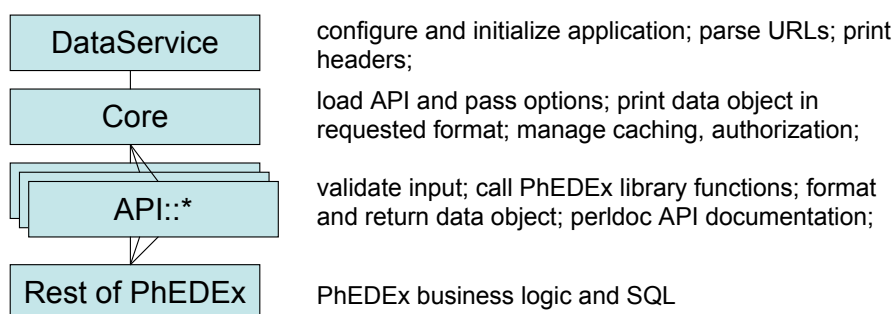 DataService
configure and initialize application; parse URLs; print
headers;
Core
load API and pass options; print data object in
requested format; manage caching, authorization;
API::*
validate input; call PhEDEx library functions; format
and return data object; perldoc API documentation;
Rest of PhEDEx
PhEDEx business logic and SQL